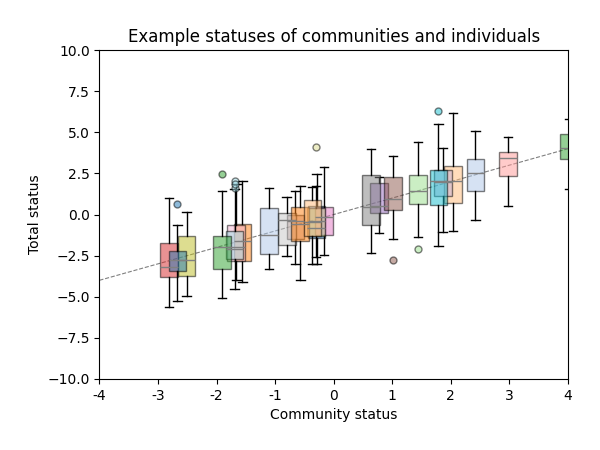 Example statuses of communities and individuals
10.0
7.5
5.0
2.5
0.0
−2.5
−5.0
−7.5
−10.0
Total status
-4 -3 -2 -1 0 1 2 3 4
Community status